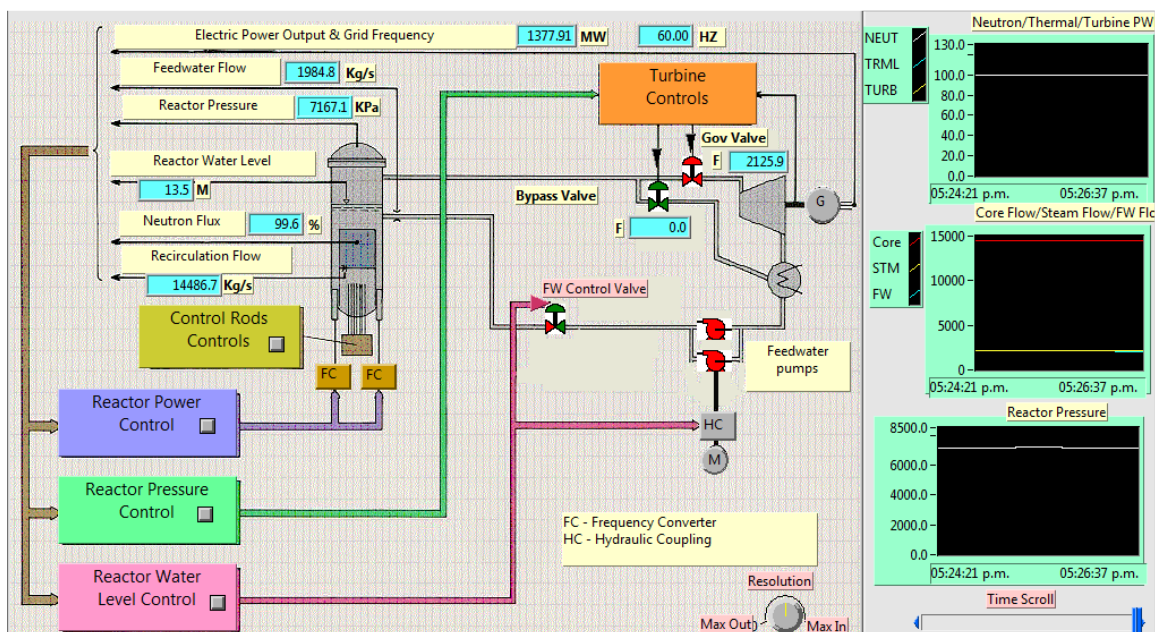 Electric Power Output & Grid Frequency 1377.91 MW 60.00 HZ
Feedwater Flow 1984.8 Kg/s
Reactor Pressure 7167.1 KPa
Reactor Water Level
13.5 M
Neutron Flux 99.6 %
Recirculation Flow
14486.7 Kg/s
Turbine
Controls
Gov Valve
F 2125.9
Bypass Valve
F 0.0
G
FW Control Valve
Control Rods
Controls
FC FC
Feedwater
pumps
HC
M
Reactor Power
Control
Reactor Pressure
Control
Reactor Water
Level Control
FC - Frequency Converter
HC - Hydraulic Coupling
Resolution
Max Out Max In
Neutron/Thermal/Turbine PW
NEUT
TRML
TURB
130.0
100.0
80.0
60.0
40.0
20.0
0.0
05:24:21 p.m. 05:26:37 p.m.
Core Flow/Steam Flow/FW Flc
Core
STM
FW
15000
10000
5000
0
05:24:21 p.m. 05:26:37 p.m.
Reactor Pressure
8500.0
6000.0
4000.0
2000.0
0.0
05:24:21 p.m. 05:26:37 p.m.
Time Scroll